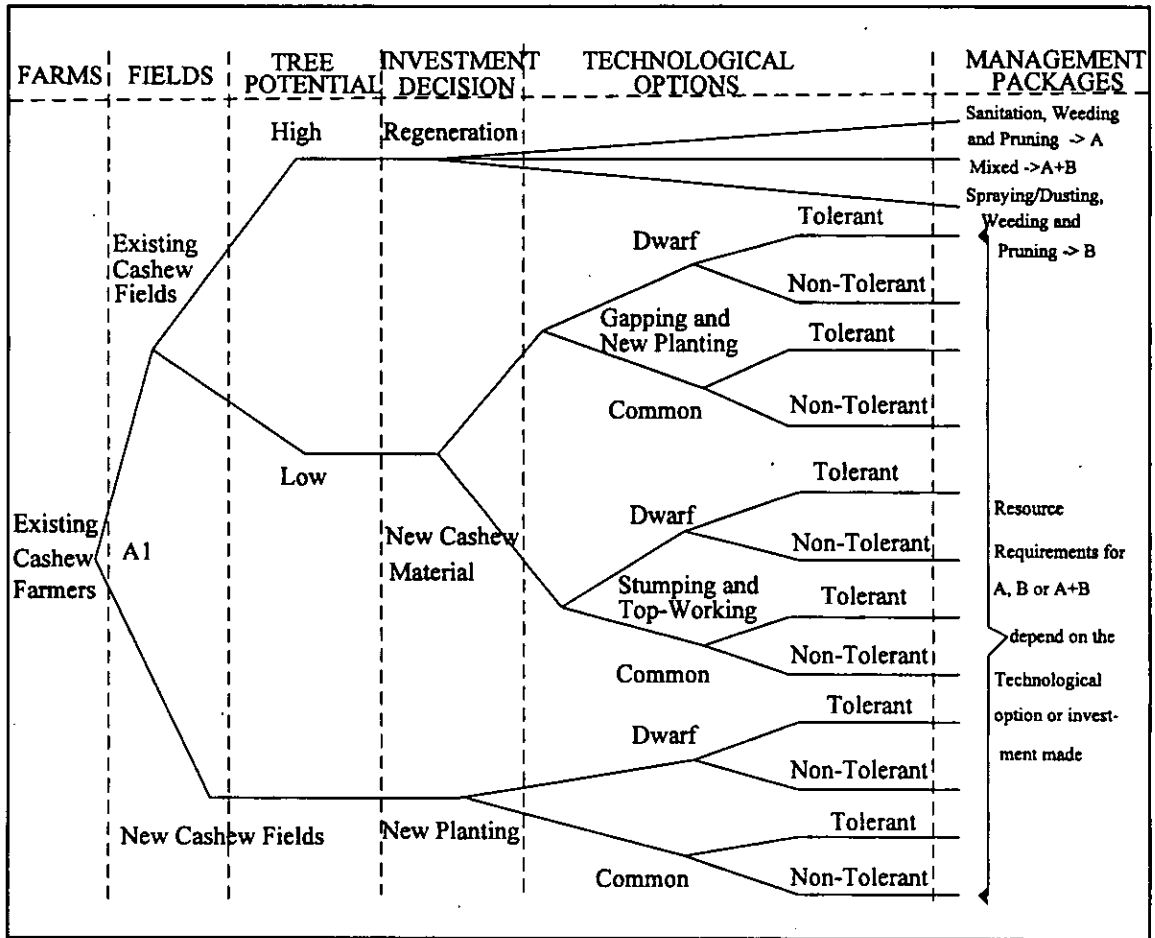 FARMS
FIELDS
TREE
POTENTIAL
INVESTMENT
DECISION
TECHNOLOGICAL
OPTIONS
MANAGEMENT
PACKAGES
High
Regeneration
Sanitation, Weeding
and Pruning -> A
Mixed ->A+B
Spraying/Dusting,
Weeding and
Pruning -> B
Existing
Cashew
Fields
Dwarf
Tolerant
Non-Tolerant
Gapping and
New Planting
Tolerant
Common
Non-Tolerant
Low
Tolerant
Dwarf
Non-Tolerant
New Cashew
Material
Existing
Cashew
Farmers
A1
Stumping and
Top-Working
Tolerant
Non-Tolerant
Common
Resource
Requirements for
A, B or A+B
depend on the
Technological
option or invest-
ment made
Tolerant
Dwarf
Non-Tolerant
New Cashew Fields
New Planting
Tolerant
Common
Non-Tolerant